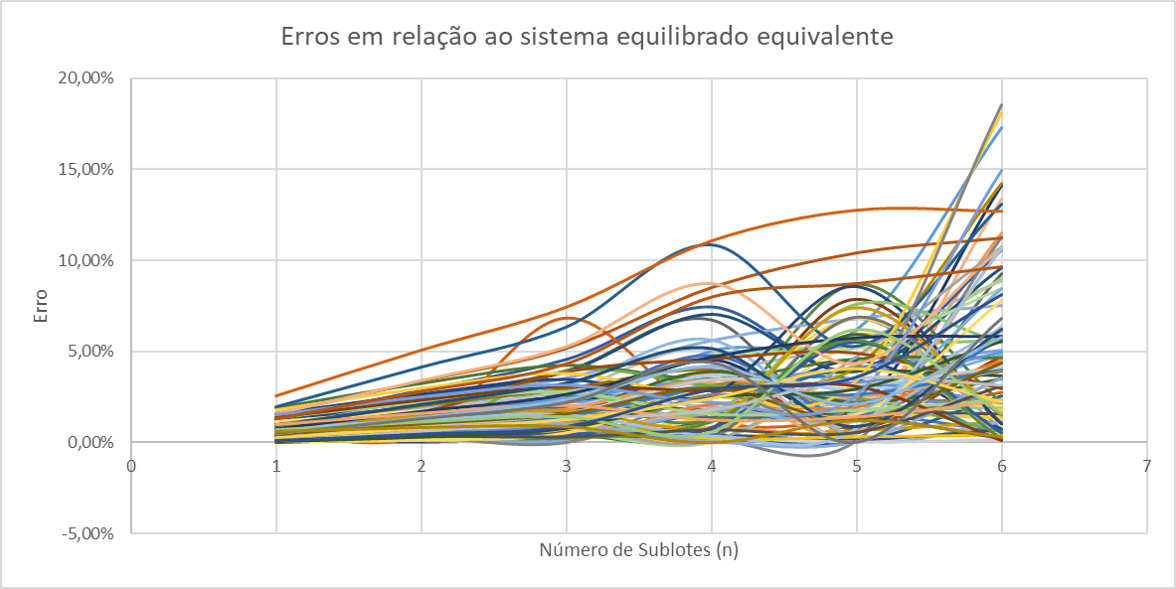 Erros em relação ao sistema equilibrado equivalente
20,00%
15,00%
10,00%
5,00%
0,00%
-5,00%
Erro
0 1 2 3 4 5 6 7
Número de Sublotes (n)